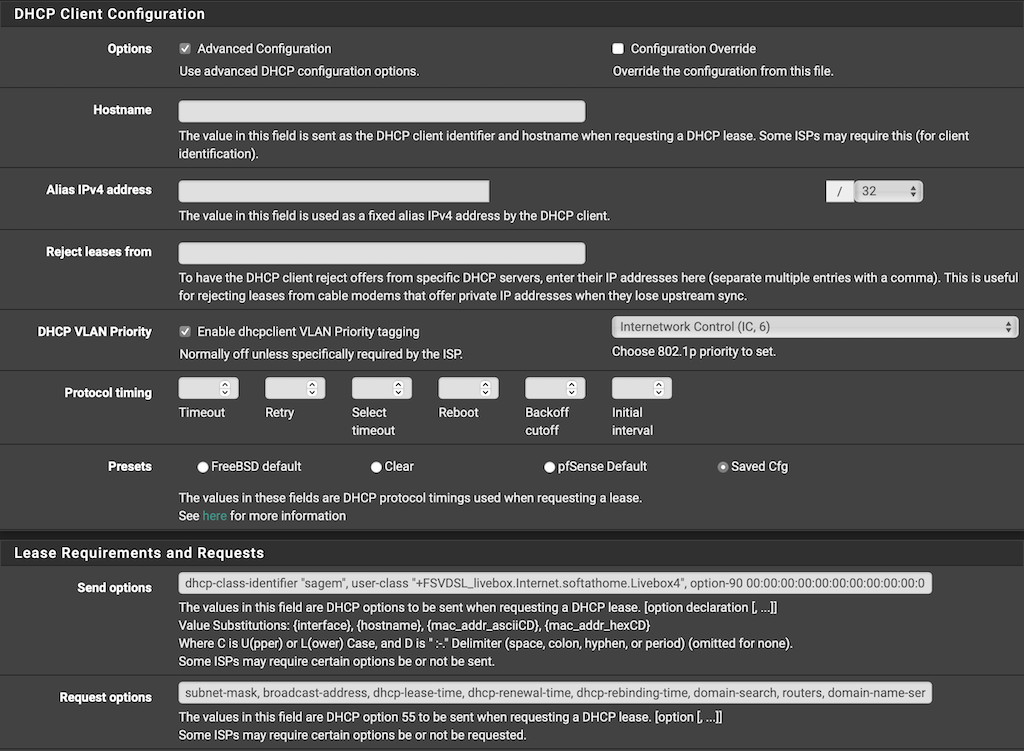 DHCP Client Configuration
Options
Advanced Configuration
Configuration Override
Use advanced DHCP configuration options.
Override the configuration from this file.
Hostname
The value in this field is sent as the DHCP client identifier and hostname when requesting a DHCP lease. Some ISPs may require this (for client
identification).
Alias IPv4 address
/
32
The value in this field is used as a fixed alias IPv4 address by the DHCP client.
Reject leases from
To have the DHCP client reject offers from specific DHCP servers, enter their IP addresses here (separate multiple entries with a comma). This is useful
for rejecting leases from cable modems that offer private IP addresses when they lose upstream sync.
DHCP VLAN Priority
Enable dhcpclient VLAN Priority tagging
Internetwork Control (IC, 6)
Normally off unless specifically required by the ISP.
Choose 802.1p priority to set.
Protocol timing
Timeout
Retry
Select
timeout
Reboot
Backoff
cutoff
Initial
interval
Presets
FreeBSD default
Clear
pfSense Default
Saved Cfg
The values in these fields are DHCP protocol timings used when requesting a lease.
See here for more information
Lease Requirements and Requests
Send options
dhcp-class-identifier "sagem", user-class "+FSVDSL_livebox.Internet.softathome.Livebox4", option-90 00:00:00:00:00:00:00:00:00:00:0
The values in this field are DHCP options to be sent when requesting a DHCP lease. [option declaration [, ...]]
Value Substitutions: {interface}, {hostname}, {mac_addr_asciiCD}, {mac_addr_hexCD}
Where C is U(pper) or L(ower) Case, and D is " :-." Delimiter (space, colon, hyphen, or period) (omitted for none).
Some ISPs may require certain options be or not be sent.
Request options
subnet-mask, broadcast-address, dhcp-lease-time, dhcp-renewal-time, dhcp-rebinding-time, domain-search, routers, domain-name-ser
The values in this field are DHCP option 55 to be sent when requesting a DHCP lease. [option [, ...]]
Some ISPs may require certain options be or not be requested.